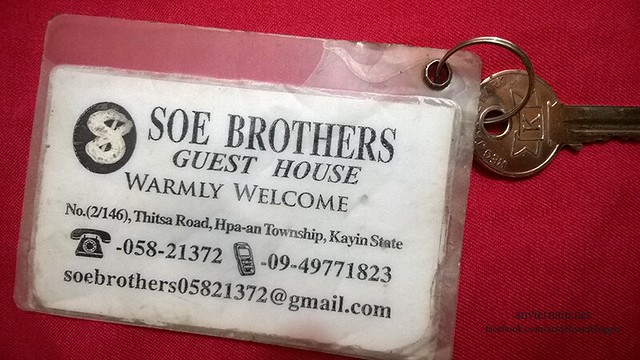 8
SOE BROTHERS
GUEST HOUSE
WARMLY WELCOME
No.(2/146), Thitsa Road, Hpa-an Township, Kayin State
-058-21372 -09-49771823
soebrothers05821372@gmail.com